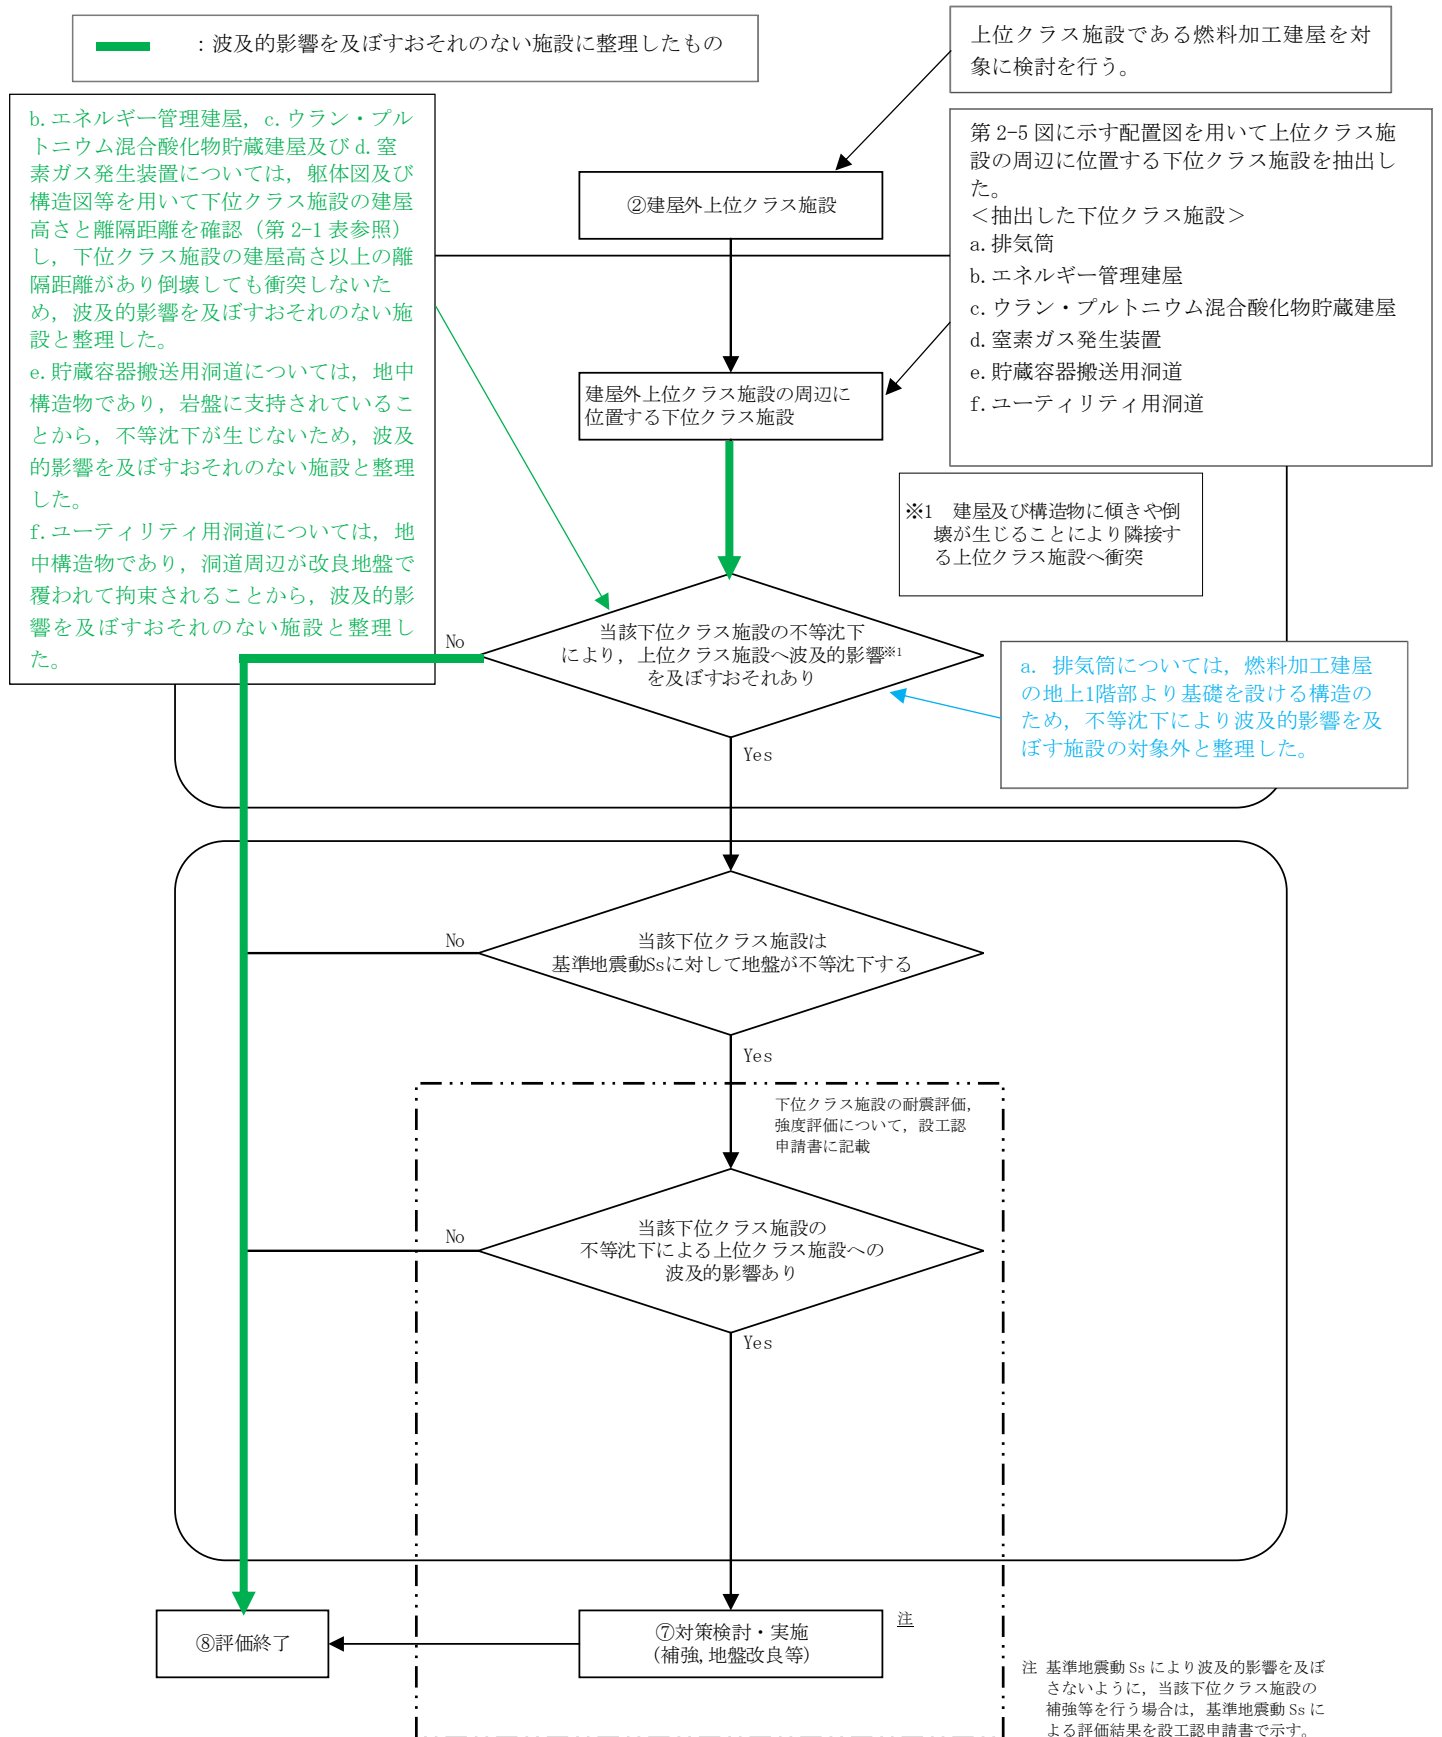 ：波及的影響を及ぼすおそれのない施設に整理したもの
上位クラス施設である燃料加工建屋を対
象に検討を行う。
b.エネルギー管理建屋，c.ウラン・プル
トニウム混合酸化物貯蔵建屋及びd.窒
素ガス発生装置については，躯体図及び
構造図等を用いて下位クラス施設の建屋
高さと離隔距離を確認（第2-1表参照）
し，下位クラス施設の建屋高さ以上の離
隔距離があり倒壊しても衝突しないた
め，波及的影響を及ぼすおそれのない施
設と整理した。
e.貯蔵容器搬送用洞道については，地中
構造物であり，岩盤に支持されているこ
とから，不等沈下が生じないため，波及
的影響を及ぼすおそれのない施設と整理
した。
f.ユーティリティ用洞道については，地
中構造物であり，洞道周辺が改良地盤で
覆われて拘束されることから，波及的影
響を及ぼすおそれのない施設と整理し
た。
第2-5図に示す配置図を用いて上位クラス施
設の周辺に位置する下位クラス施設を抽出し
た。
＜抽出した下位クラス施設＞
a.排気筒
b.エネルギー管理建屋
c.ウラン・プルトニウム混合酸化物貯蔵建屋
d.窒素ガス発生装置
e.貯蔵容器搬送用洞道
f.ユーティリティ用洞道
②建屋外上位クラス施設
建屋外上位クラス施設の周辺に
位置する下位クラス施設
※1　建屋及び構造物に傾きや倒
壊が生じることにより隣接す
る上位クラス施設へ衝突
当該下位クラス施設の不等沈下
により，上位クラス施設へ波及的影響※1
を及ぼすおそれあり
No
Yes
a. 排気筒については，燃料加工建屋
の地上1階部より基礎を設ける構造の
ため，不等沈下により波及的影響を及
ぼす施設の対象外と整理した。
No
当該下位クラス施設は
基準地震動Ssに対して地盤が不等沈下する
Yes
下位クラス施設の耐震評価，
強度評価について，設工認
申請書に記載
No
当該下位クラス施設の
不等沈下による上位クラス施設への
波及的影響あり
Yes
⑧評価終了
⑦対策検討・実施
（補強,地盤改良等）
注
注 基準地震動Ssにより波及的影響を及ぼ
さないように，当該下位クラス施設の
補強等を行う場合は，基準地震動Ssに
よる評価結果を設工認申請書で示す。